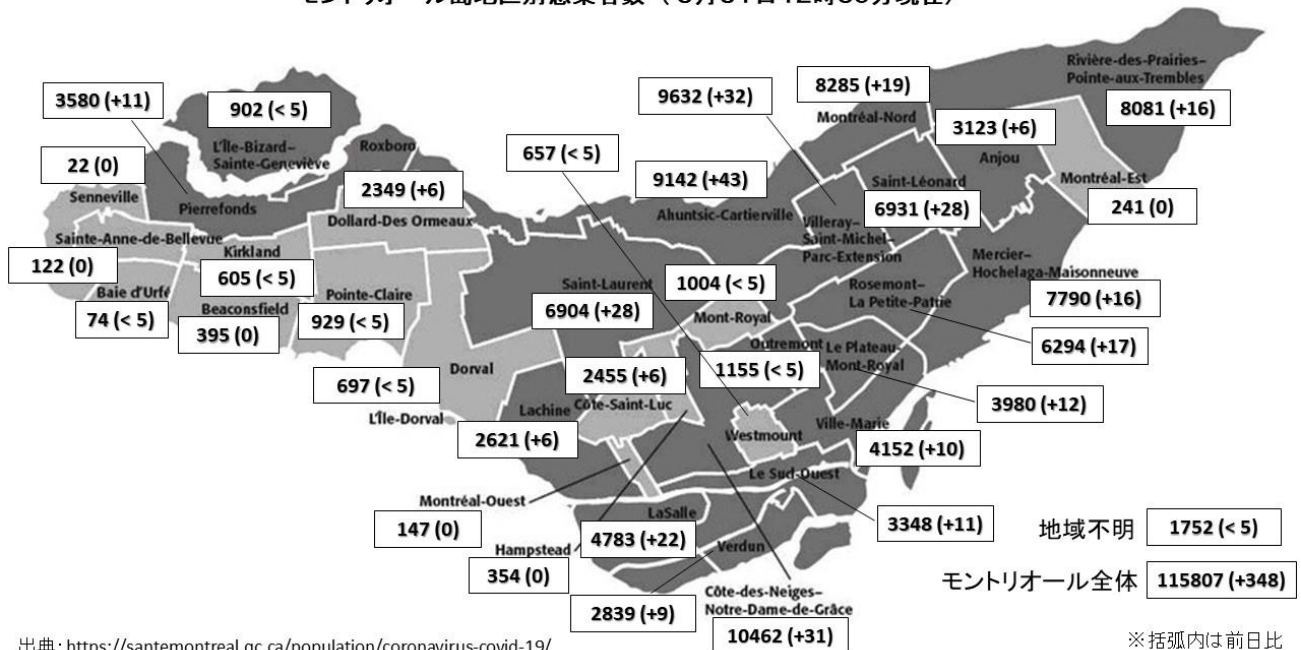 3580 (+11)
902 (< 5)
L'Île-Bizard–
Sainte-Geneviève
Roxboro
22 (0)
Senneville
Pierrefonds
2349 (+6)
Dollard-Des Ormeaux
Sainte-Anne-de-Bellevue
122 (0)
Kirkland
605 (< 5)
Baie d'Urfé
74 (< 5)
Beaconsfield
395 (0)
Pointe-Claire
929 (< 5)
697 (< 5)
Dorval
L'Île-Dorval
657 (< 5)
9632 (+32)
8285 (+19)
Montréal-Nord
Rivière-des-Prairies–
Pointe-aux-Trembles
8081 (+16)
3123 (+6)
Anjou
Montréal-Est
241 (0)
9142 (+43)
Ahuntsic-Cartierville
Saint-Léonard
6931 (+28)
Villeray–
Saint-Michel–
Parc-Extension
Mercier–
Hochelaga-Maisonneuve
7790 (+16)
Saint-Laurent
6904 (+28)
1004 (< 5)
Mont-Royal
Rosemont–
La Petite-Patrie
6294 (+17)
Outremont
1155 (< 5)
Le Plateau-
Mont-Royal
3980 (+12)
2455 (+6)
Côte-Saint-Luc
Lachine
2621 (+6)
Westmount
Ville-Marie
4152 (+10)
Le Sud-Ouest
3348 (+11)
Montréal-Ouest
147 (0)
Hampstead
354 (0)
LaSalle
4783 (+22)
Verdun
2839 (+9)
Côte-des-Neiges–
Notre-Dame-de-Grâce
10462 (+31)
地域不明 1752 (< 5)
モントリオール全体 115807 (+348)
出典: https://santemontreal.qc.ca/population/coronavirus-covid-19/
※括弧内は前日比